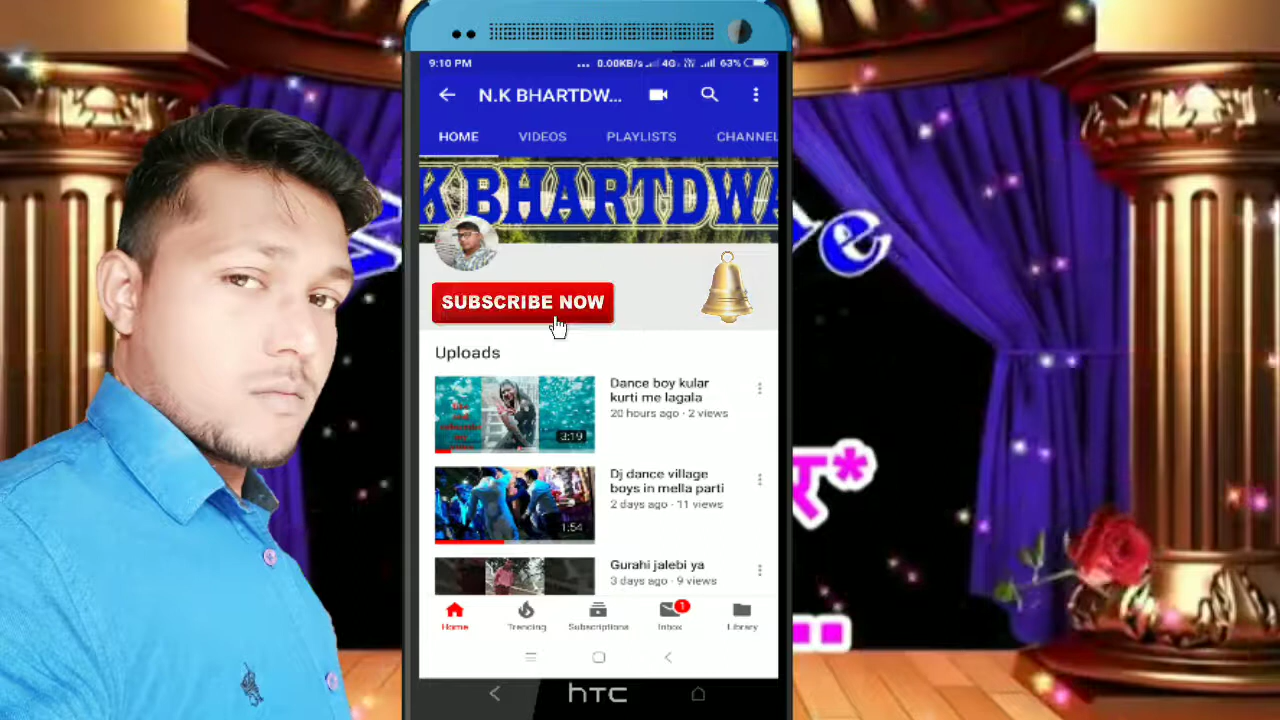 9:10 PM ... 0.00KB/s 4G 63%
N.K BHARTDW...
HOME VIDEOS PLAYLISTS CHANNEL
K BHARTDWA
SUBSCRIBE NOW
Uploads
Dance boy kular
kurti me lagala
20 hours ago · 2 views
3:19
Dj dance village
boys in mella parti
2 days ago · 11 views
1:54
Gurahi jalebi ya
3 days ago · 9 views
1
Home Trending Subscriptions Inbox Library
hTC